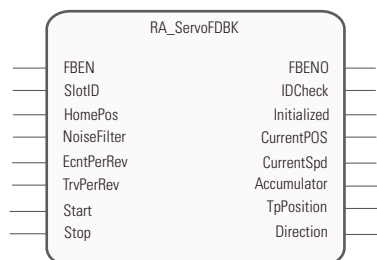 RA_ServoFDBK
FBEN FBENO
SlotID IDCheck
HomePos Initialized
NoiseFilter CurrentPOS
EcntPerRev CurrentSpd
TrvPerRev Accumulator
Start TpPosition
Stop Direction